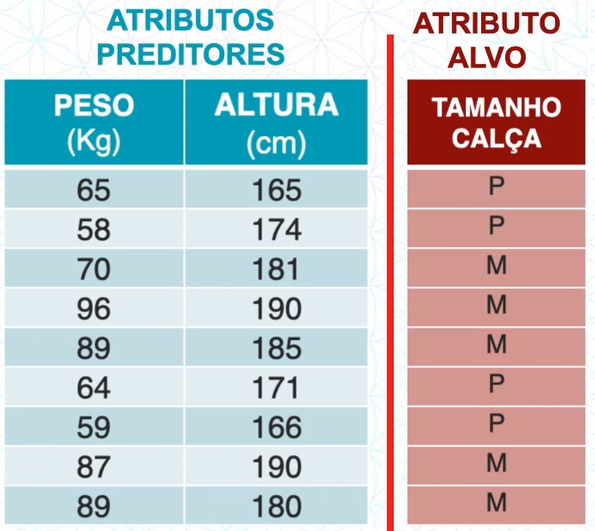 ATRIBUTOS
PREDITORES
ATRIBUTO
ALVO
PESO
(Kg)
ALTURA
(cm)
TAMANHO
CALÇA
65 165 P
58 174 P
70 181 M
96 190 M
89 185 M
64 171 P
59 166 P
87 190 M
89 180 M